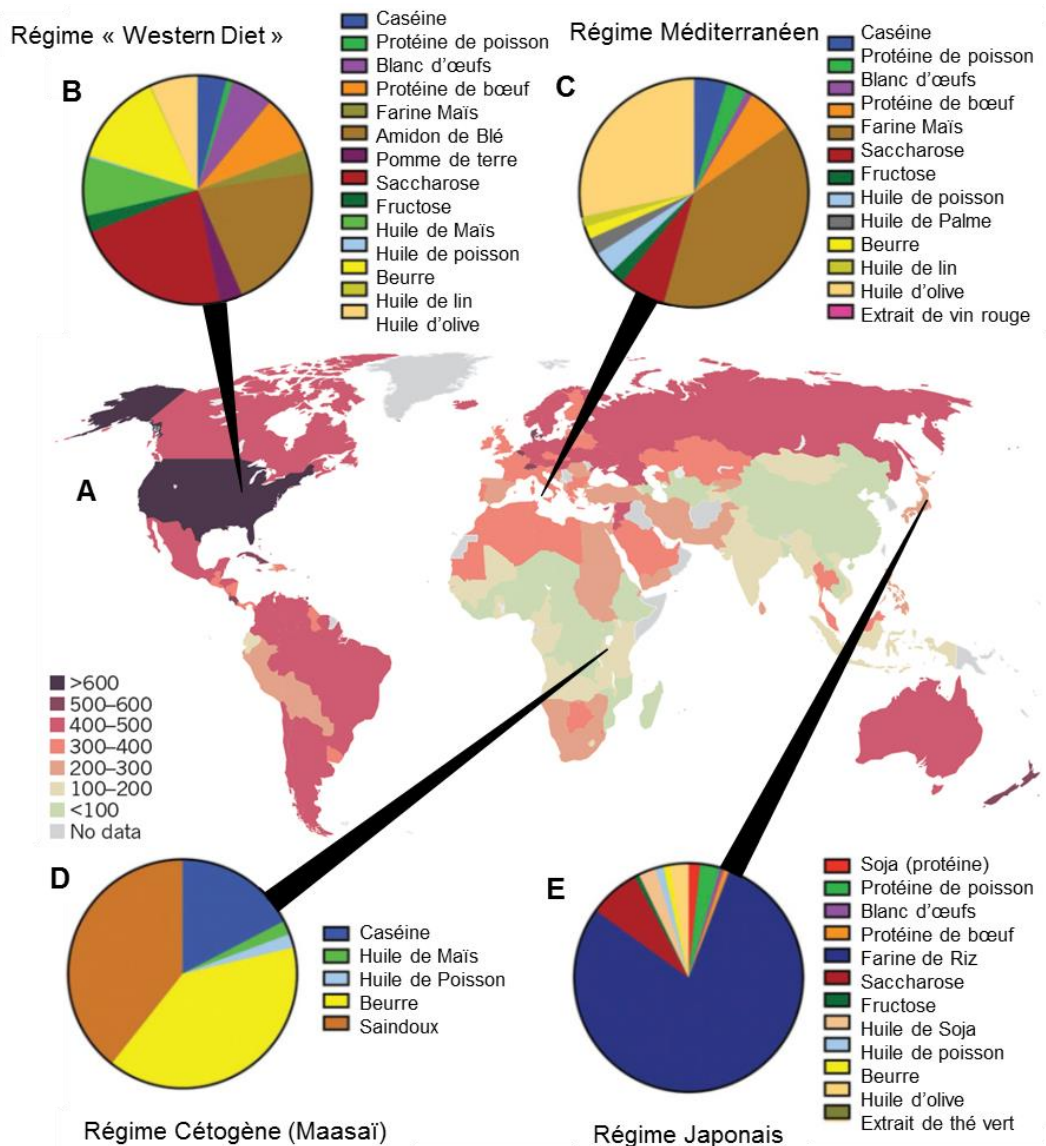 Régime « Western Diet »
B
Caséine
Protéine de poisson
Blanc d'œufs
Protéine de bœuf
Farine Maïs
Amidon de Blé
Pomme de terre
Saccharose
Fructose
Huile de Maïs
Huile de poisson
Beurre
Huile de lin
Huile d'olive
Régime Méditerranéen
C
Caséine
Protéine de poisson
Blanc d'œufs
Protéine de bœuf
Farine Maïs
Saccharose
Fructose
Huile de poisson
Huile de Palme
Beurre
Huile de lin
Huile d'olive
Extrait de vin rouge
A
>600
500–600
400–500
300–400
200–300
100–200
<100
No data
D
Caséine
Huile de Maïs
Huile de Poisson
Beurre
Saindoux
Régime Cétogène (Maasaï)
E
Soja (protéine)
Protéine de poisson
Blanc d'œufs
Protéine de bœuf
Farine de Riz
Saccharose
Fructose
Huile de Soja
Huile de poisson
Beurre
Huile d'olive
Extrait de thé vert
Régime Japonais